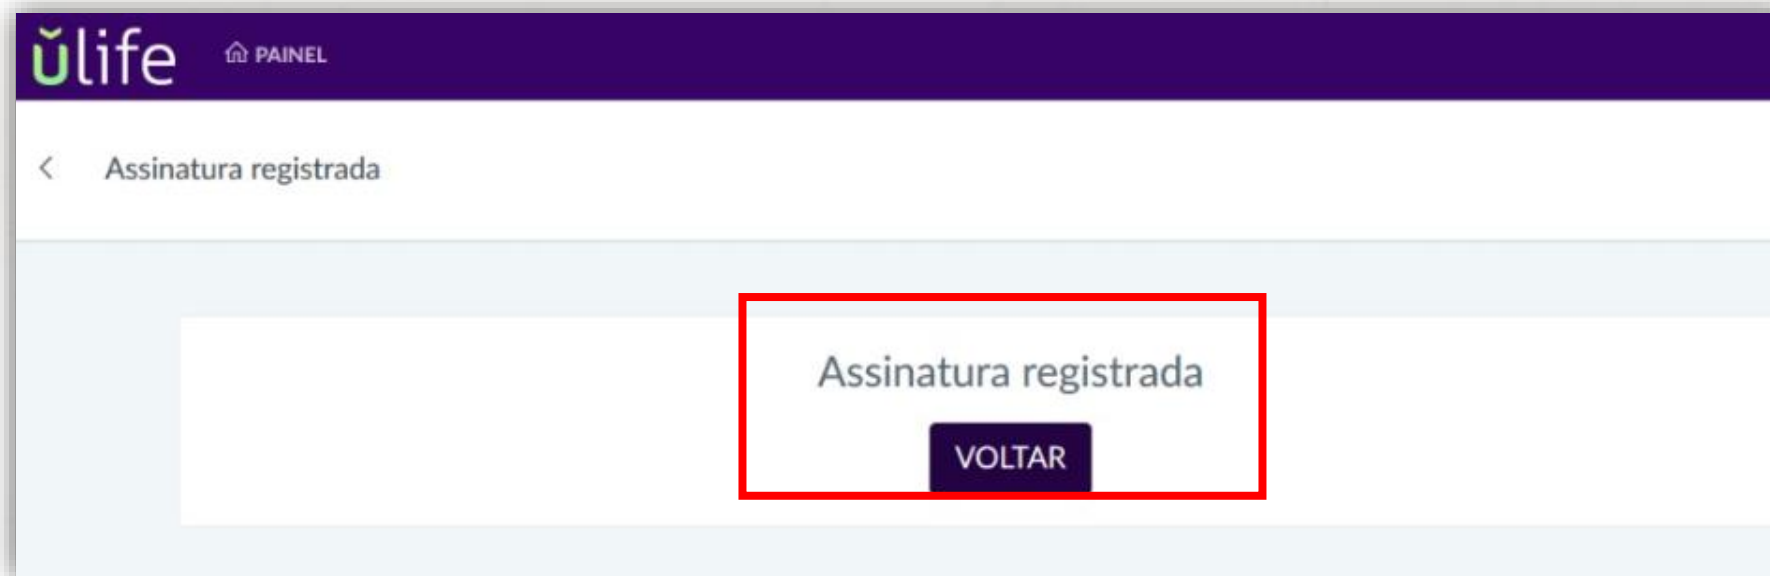 ŭlife PAINEL
< Assinatura registrada
Assinatura registrada
VOLTAR